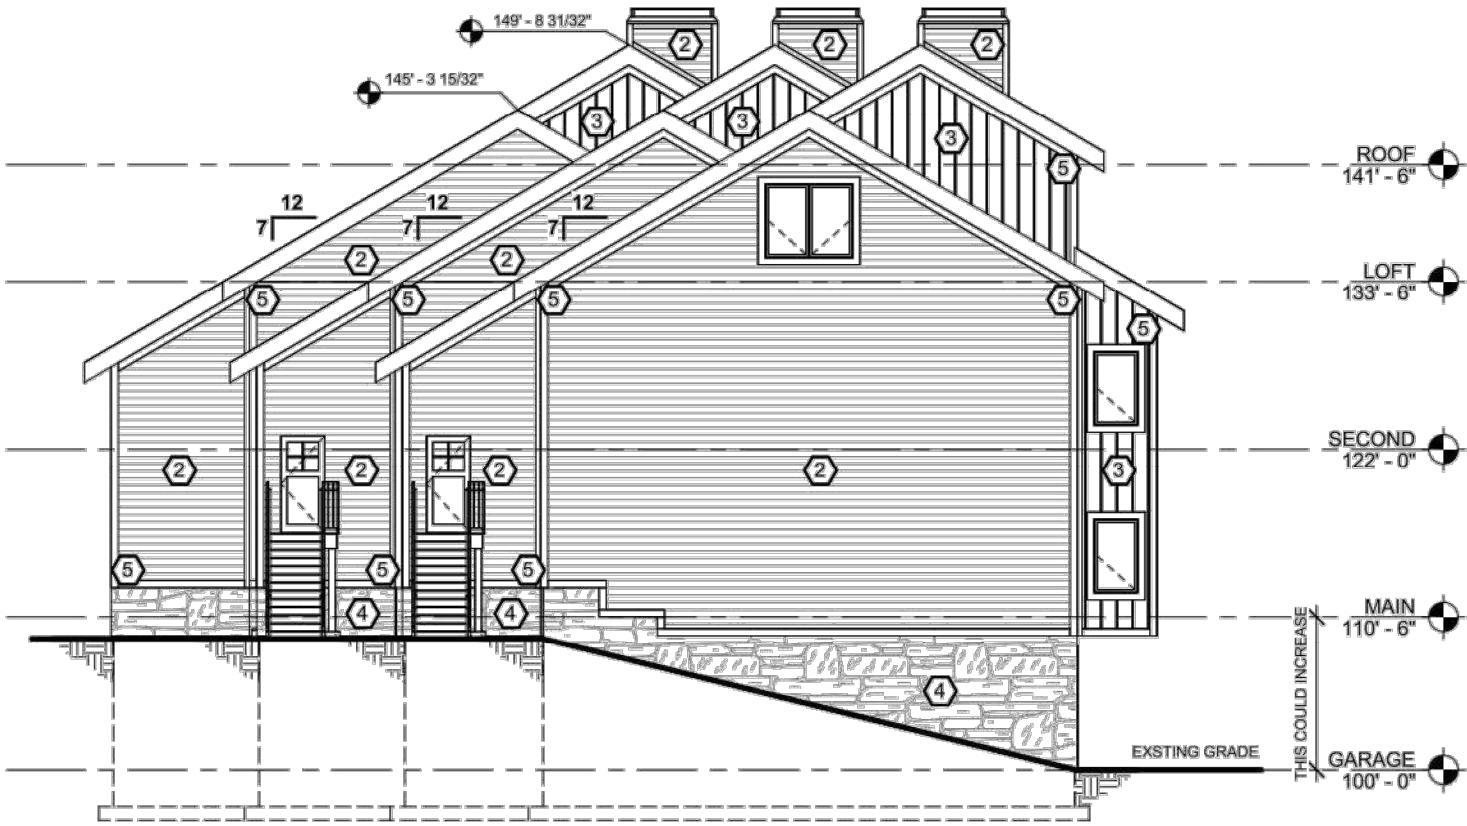 149' - 8 31/32"
2
2
2
145' - 3 15/32"
3
3
3
ROOF
141' - 6"
5
12
7
12
7
12
7
2
2
LOFT
133' - 6"
5
5
5
5
5
SECOND
122' - 0"
2
2
2
2
3
5
5
5
4
4
MAIN
110' - 6"
4
THIS COULD INCREASE
EXSTING GRADE
GARAGE
100' - 0"